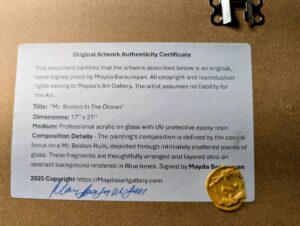 Original Artwork Authenticity Certificate
This document certifies that the artwork described below is an original,
hand-signed piece by Mayda Barsumyan. All copyright and reproduction
rights belong to Mayda's Art Gallery. The artist assumes no liability for
the Art.
Title: "Mr. Boston In The Ocean"
Dimensions: 17" x 21"
Medium: Professional acrylic on glass with UV-protective epoxy resin
Composition Details - The painting's composition is defined by the central
focus on a Mr. Boston Rum, depicted through intricately shattered pieces of
glass. These fragments are thoughtfully arranged and layered atop an
abstract background rendered in Blue tones. Signed by Mayda Barsumyan
2025 Copyright https://Maydasartgallery.com